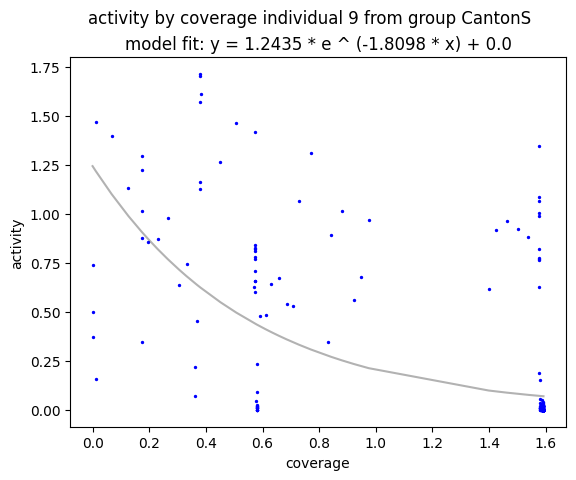 activity by coverage individual 9 from group CantonS
model fit: y = 1.2435 * e ^ (-1.8098 * x) + 0.0
1.75
1.50
1.25
1.00
0.75
0.50
0.25
0.00
activity
0.0 0.2 0.4 0.6 0.8 1.0 1.2 1.4 1.6
coverage